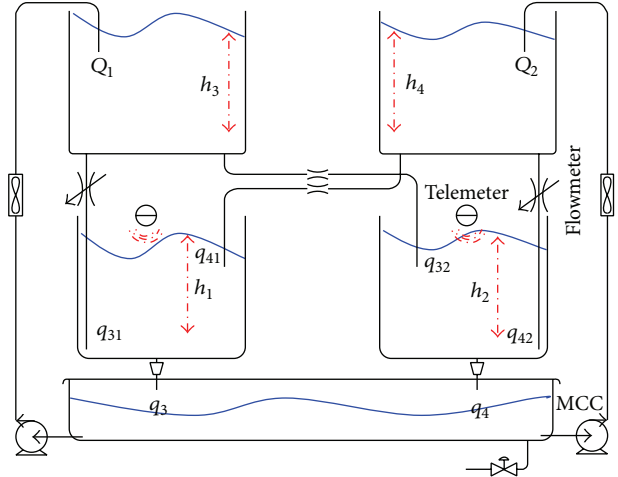 Q1
Q2
h3
h4
Telemeter
Flowmeter
q41
q32
h1
h2
q31
q42
q3
q4
MCC